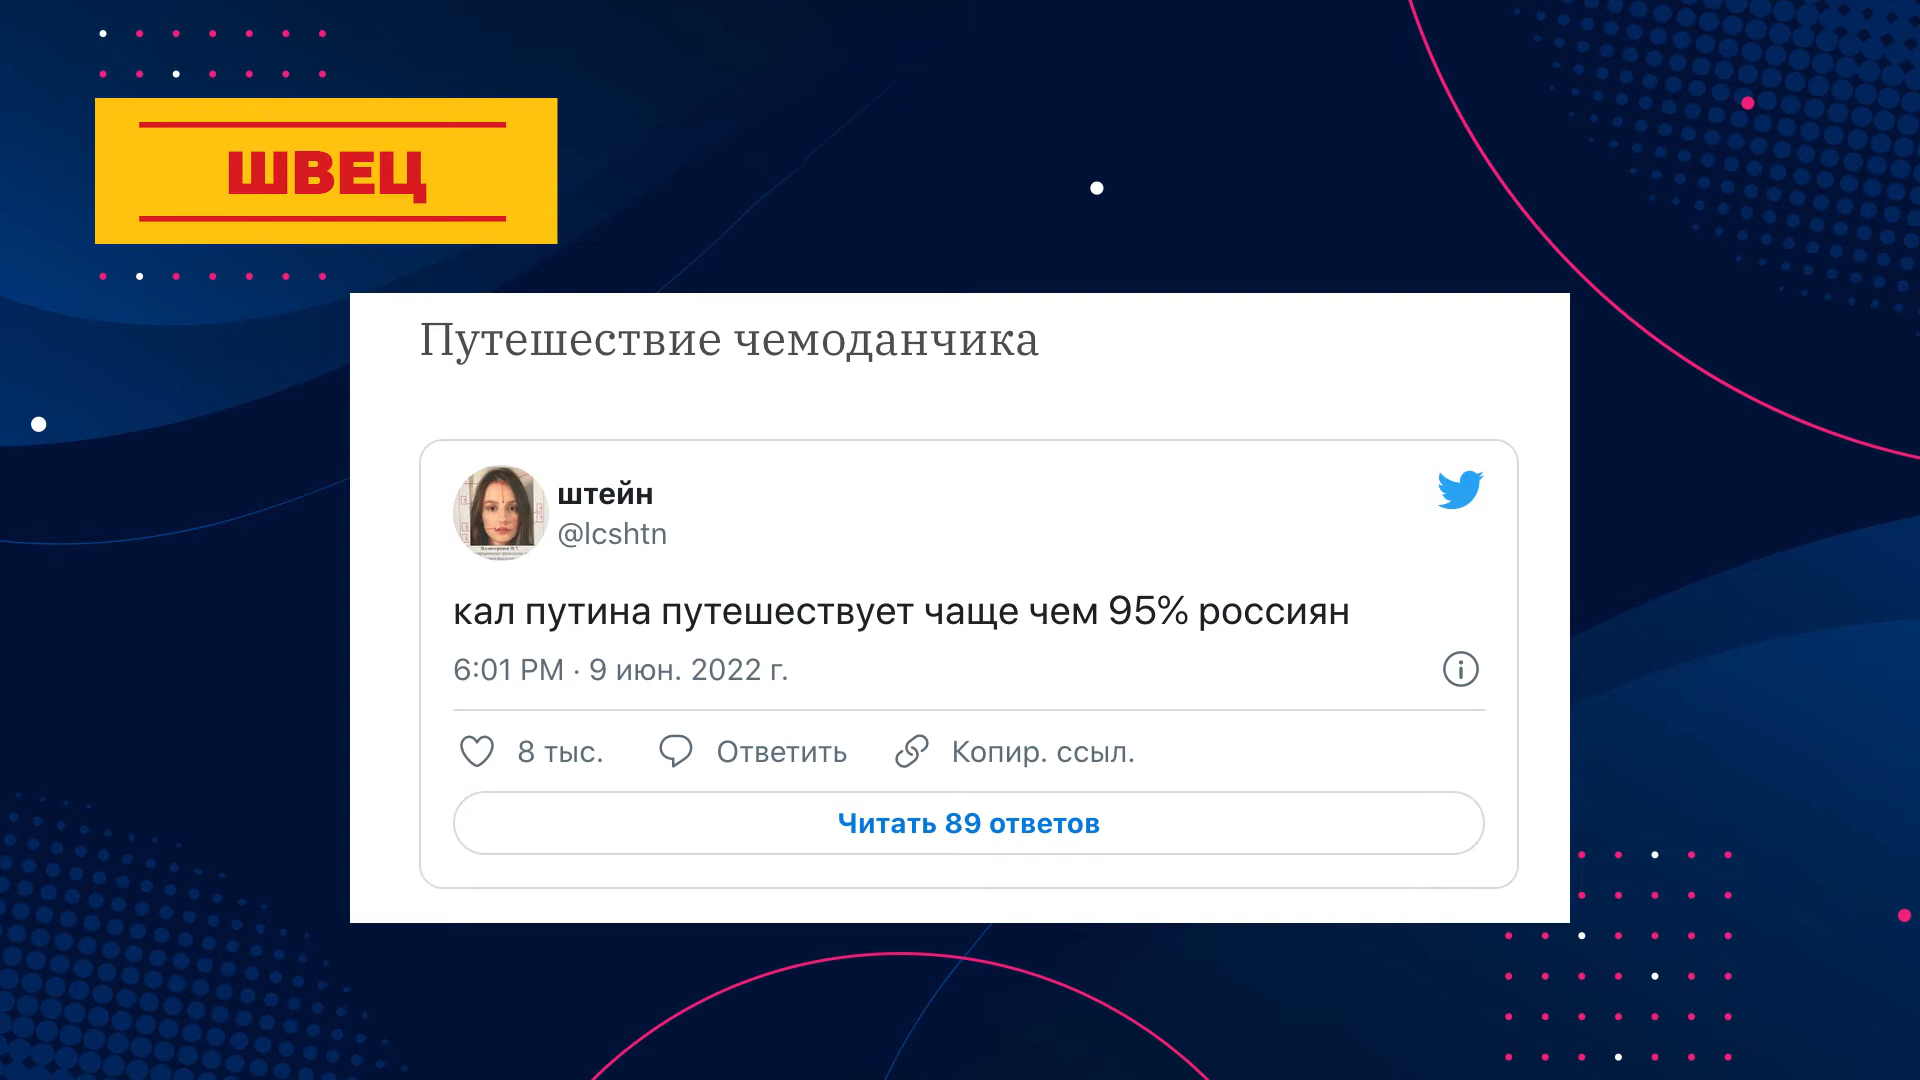 ШВЕЦ
Путешествие чемоданчика
штейн
@lcshtn
кал путина путешествует чаще чем 95% россиян
6:01 PM · 9 июн. 2022 г.
8 тыс. Ответить Копир. ссыл.
Читать 89 ответов